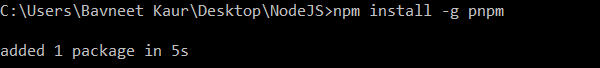 C:\Users\Bavneet Kaur\Desktop\NodeJS>npm install -g pnpm
added 1 package in 5s